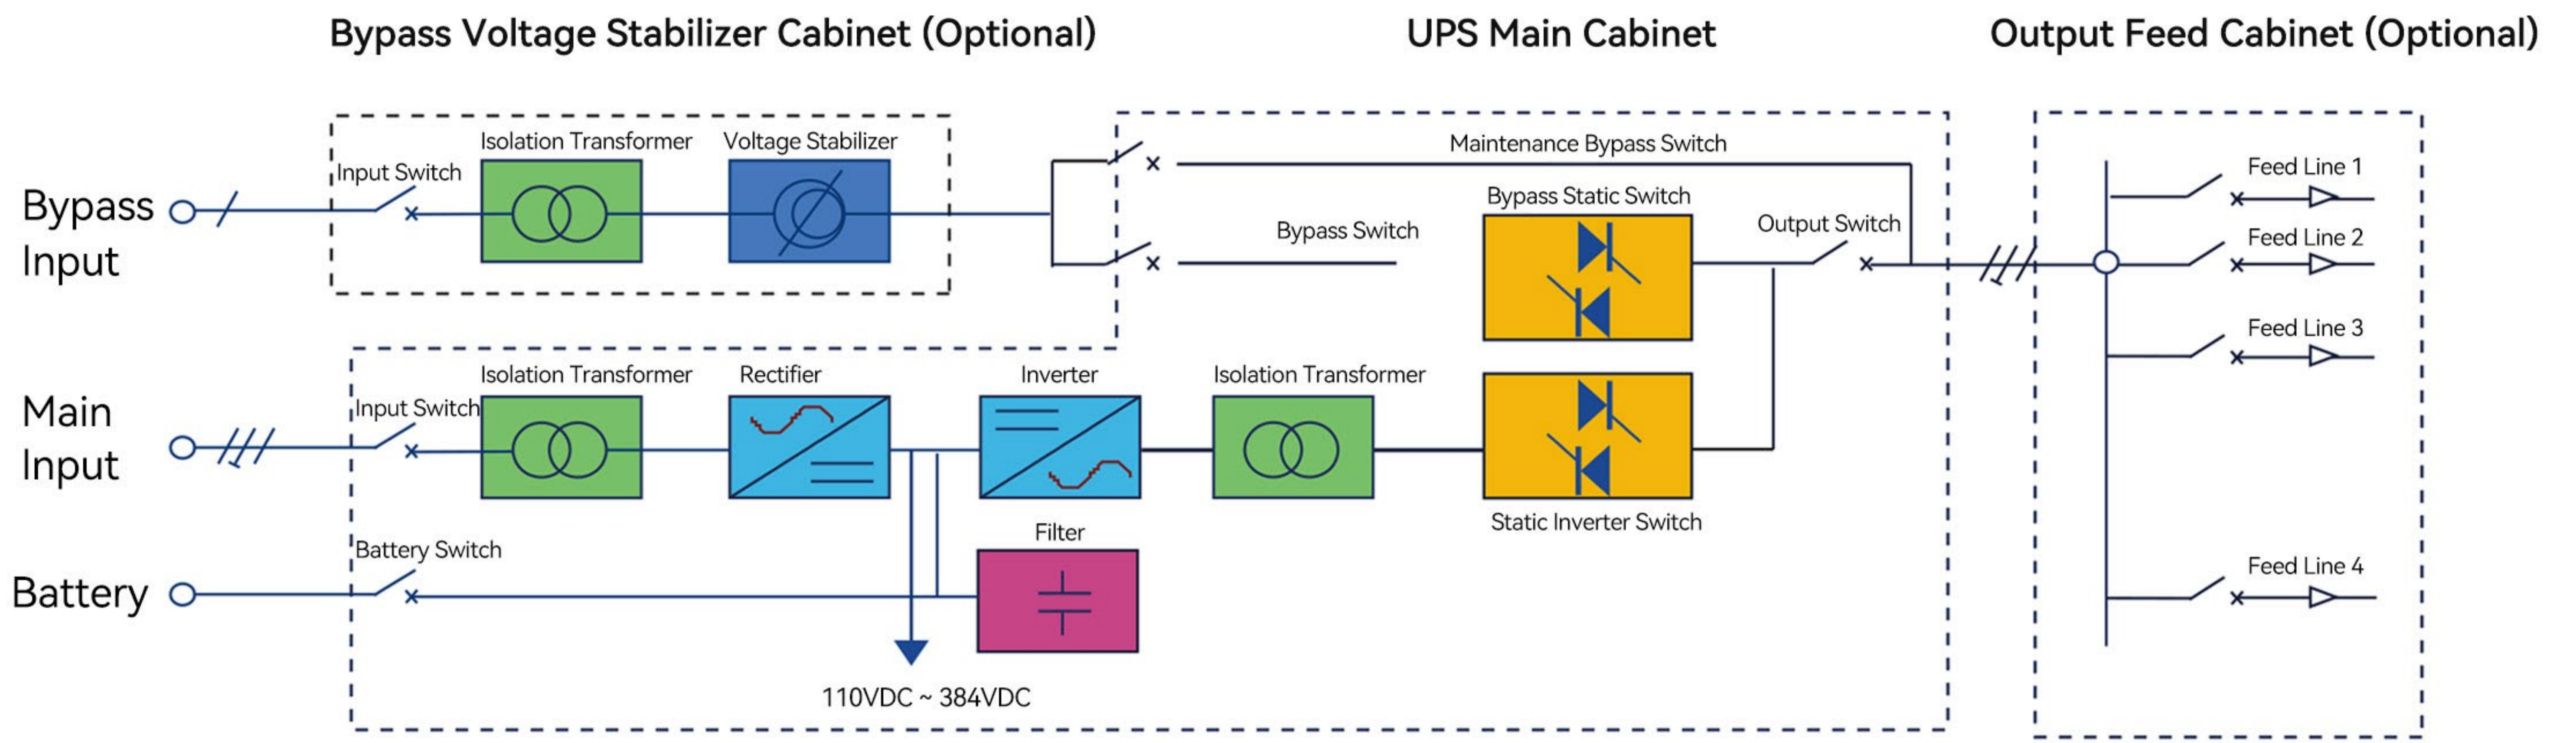 Bypass Voltage Stabilizer Cabinet (Optional)
UPS Main Cabinet
Output Feed Cabinet (Optional)
Bypass
Input
Input Switch
Isolation Transformer
Voltage Stabilizer
Maintenance Bypass Switch
Bypass Switch
Bypass Static Switch
Output Switch
Feed Line 1
Feed Line 2
Feed Line 3
Feed Line 4
Main
Input
Input Switch
Isolation Transformer
Rectifier
Inverter
Isolation Transformer
Static Inverter Switch
Battery
Battery Switch
Filter
110VDC ~ 384VDC